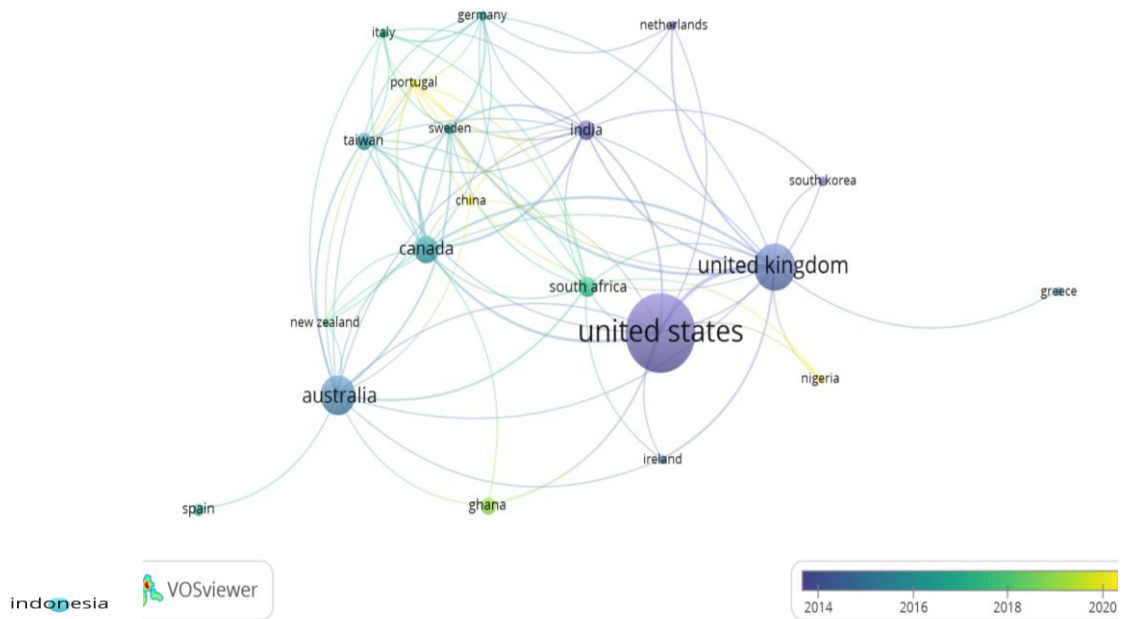 germany
netherlands
italy
portugal
sweden
india
taiwan
south korea
china
canada
united kingdom
south africa
greece
new zealand
united states
nigeria
australia
ireland
ghana
spain
VOSviewer
indonesia
2014 2016 2018 2020